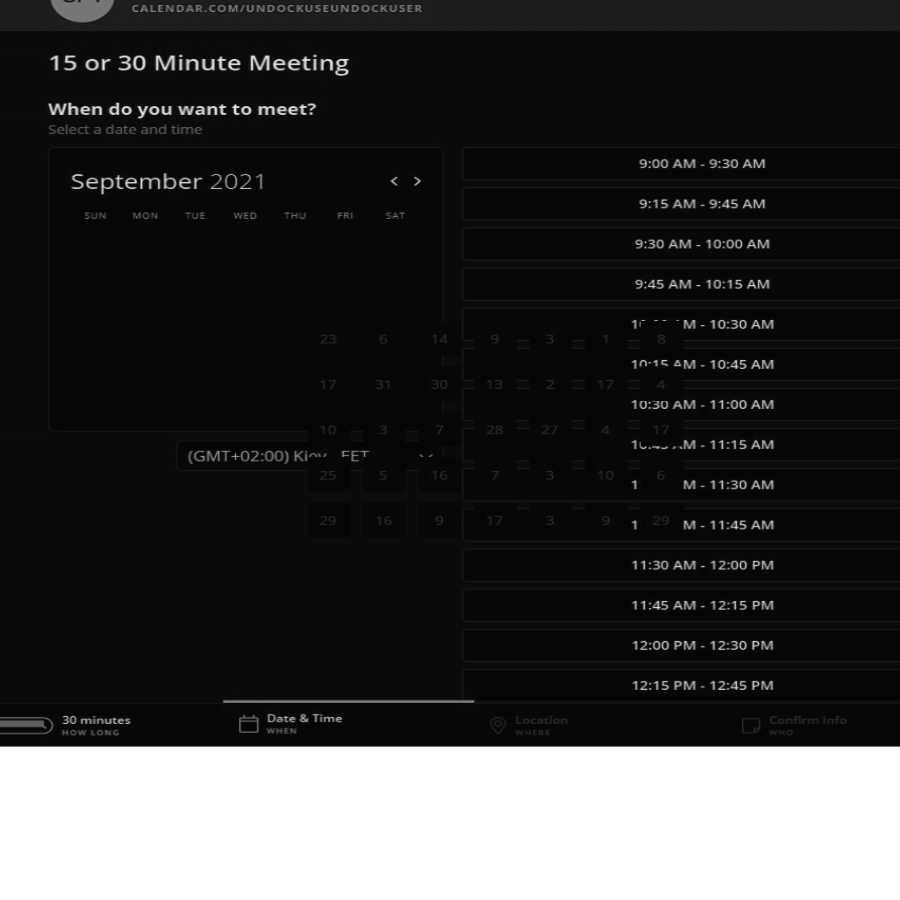 CALENDAR.COM/UNDOCKUSEUNDOCKUSER
15 or 30 Minute Meeting
When do you want to meet?
Select a date and time
September 2021
< >
SUN MON TUE WED THU FRI SAT
9:00 AM - 9:30 AM
9:15 AM - 9:45 AM
9:30 AM - 10:00 AM
9:45 AM - 10:15 AM
M - 10:30 AM
23 6 14 9 3 1 8
10:15 AM - 10:45 AM
17 31 30 13 2 17 4
10:30 AM - 11:00 AM
10 3 7 28 27 4 17
M - 11:15 AM
(GMT+02:00) Kiev EET
25 5 16 7 3 10 6
1 M - 11:30 AM
29 16 9 17 3 9 29
1 M - 11:45 AM
11:30 AM - 12:00 PM
11:45 AM - 12:15 PM
12:00 PM - 12:30 PM
12:15 PM - 12:45 PM
30 minutes
HOW LONG
Date & Time
WHEN
Location
WHERE
Confirm Info
WHO